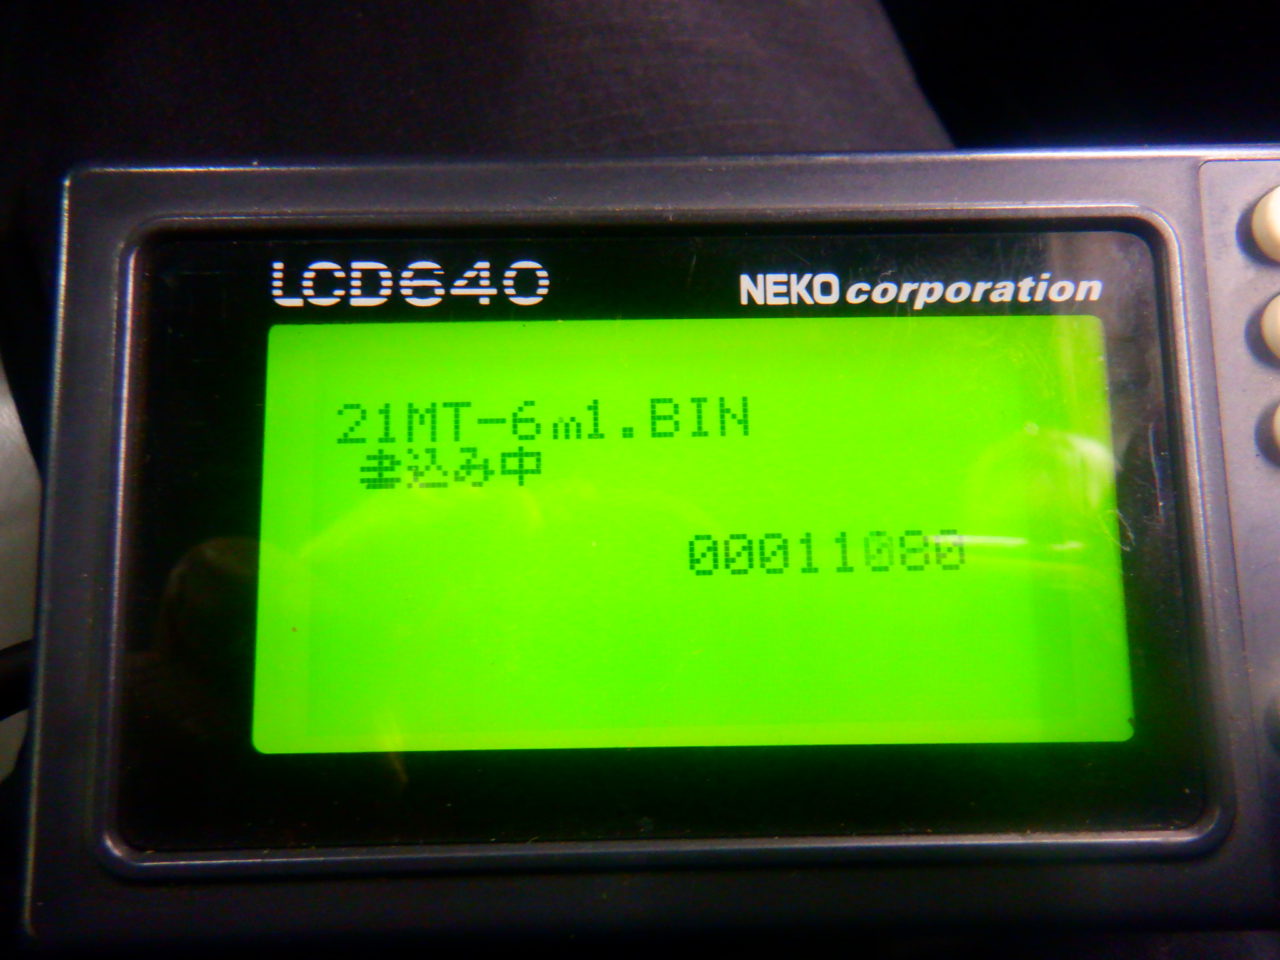 LCD640
NEKO corporation
21MT-6m1.BIN
書込み中
00011080